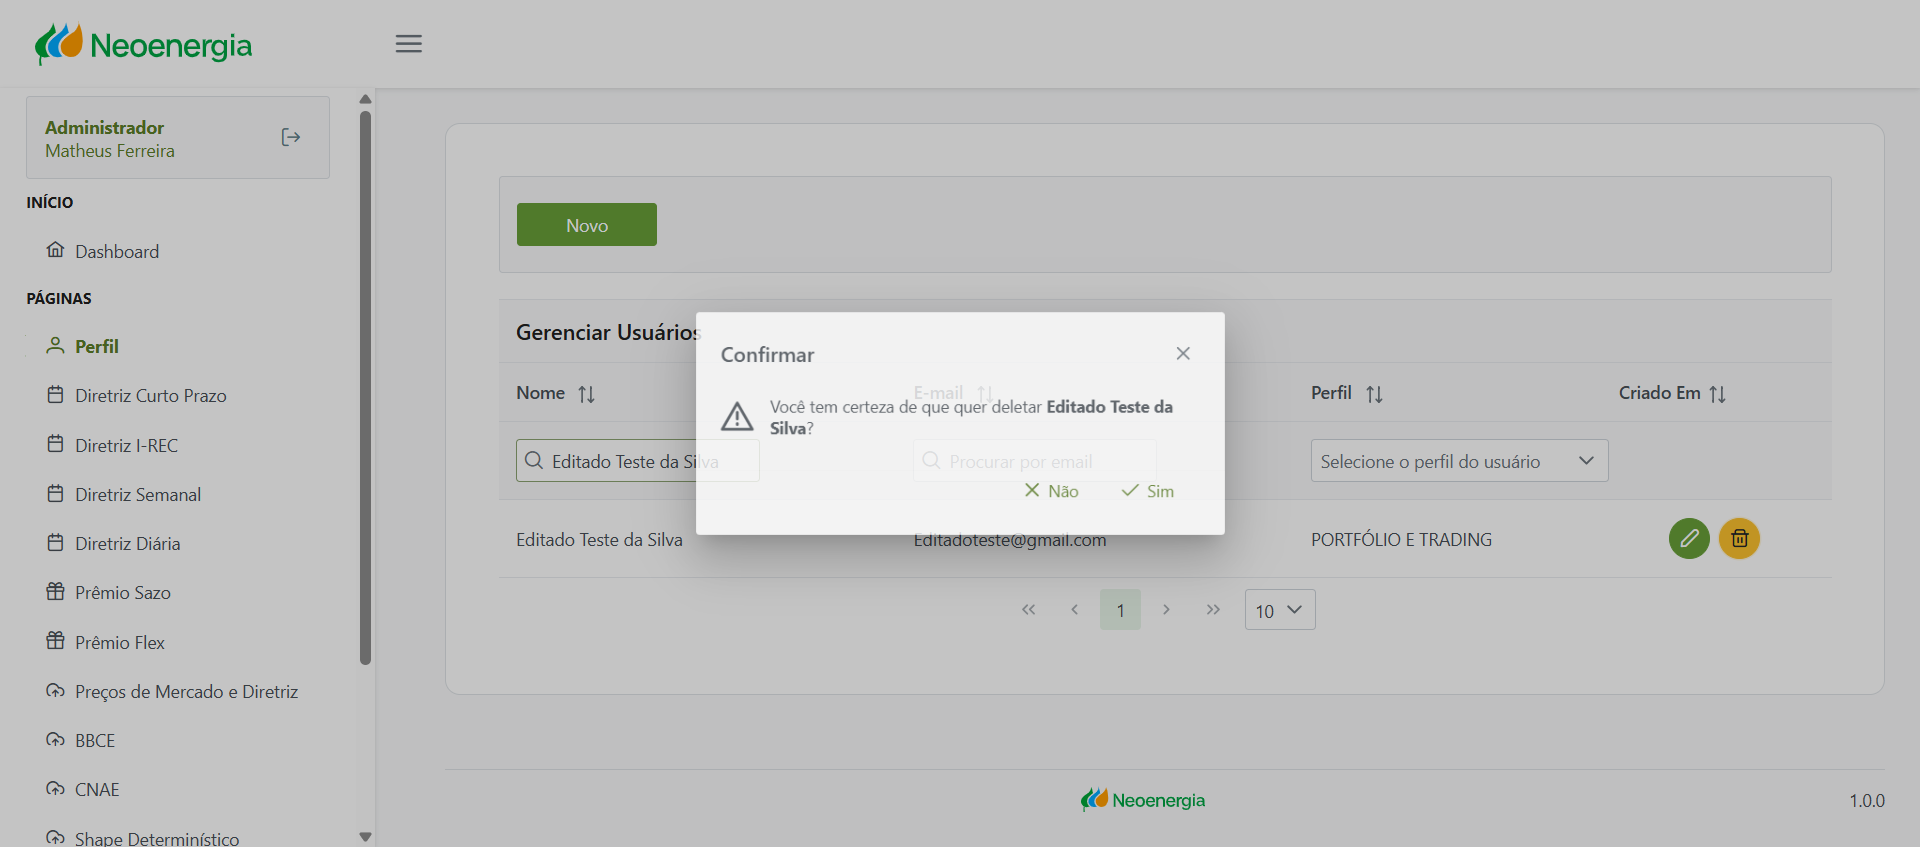 Neoenergia
Administrador
Matheus Ferreira
INÍCIO
Dashboard
PÁGINAS
Perfil
Diretriz Curto Prazo
Diretriz I-REC
Diretriz Semanal
Diretriz Diária
Prêmio Sazo
Prêmio Flex
Preços de Mercado e Diretriz
BBCE
CNAE
Shape Determinístico
Novo
Gerenciar Usuários
Nome
E-mail
Perfil
Criado Em
Editado Teste da Silva
Procurar por email
Selecione o perfil do usuário
Confirmar
Você tem certeza de que quer deletar Editado Teste da
Silva?
Não
Sim
Editado Teste da Silva
Editadoteste@gmail.com
PORTFÓLIO E TRADING
1
10
Neoenergia
1.0.0